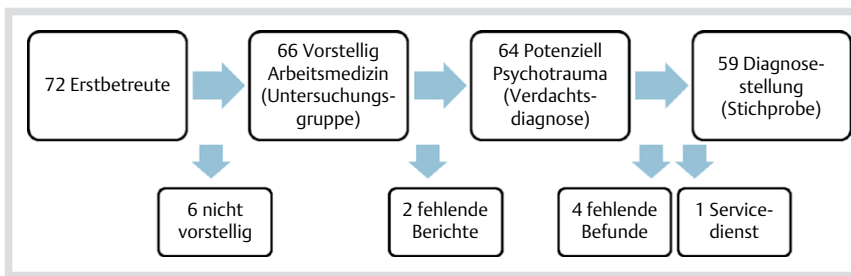 72 Erstbetreute
66 Vorstellig
Arbeitsmedizin
(Untersuchungs-
gruppe)
64 Potenziell
Psychotrauma
(Verdachts-
diagnose)
59 Diagnose-
stellung
(Stichprobe)
6 nicht
vorstellig
2 fehlende
Berichte
4 fehlende
Befunde
1 Service-
dienst